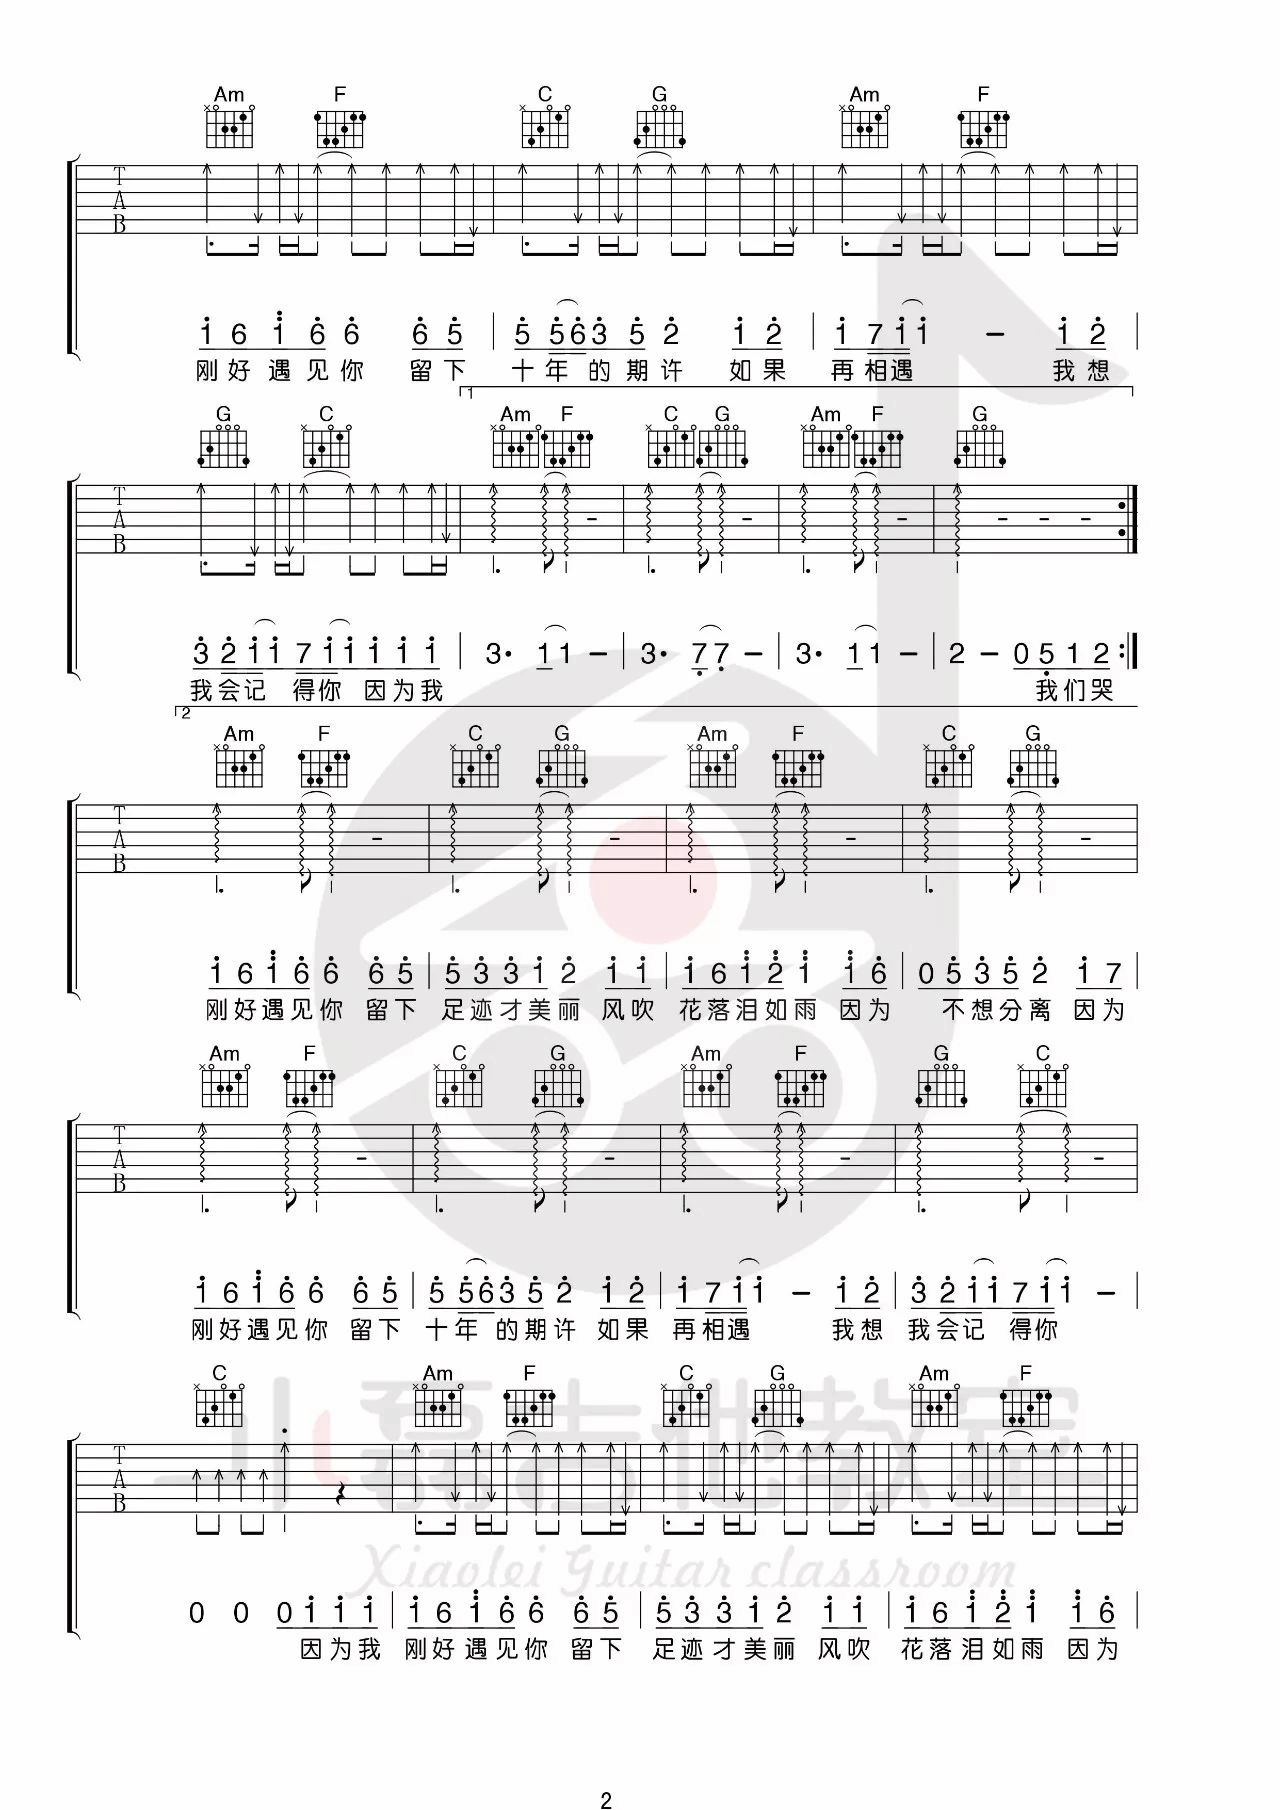 Am F C G Am F
T A B
1 6 1 6 6 6 5 | 5 5 6 3 5 2 1 2 | 1 7 1 1 – 1 2 |
刚好遇见你 留下 十年的期许 如果 再相遇 我想
1
G C Am F C G Am F G
T A B
3 2 1 1 7 1 1 1 1 1 | 3· 1 1 – | 3· 7 7 – | 3· 1 1 – | 2 – 0 5 1 2 :|
我会记 得你 因为我 我们哭
2
Am F C G Am F C G
T A B
1 6 1 6 6 6 5 | 5 3 3 1 2 1 1 | 1 6 1 2 1 1 6 | 0 5 3 5 2 1 7
刚好遇见你 留下 足迹才美丽 风吹 花落泪如雨 因为 不想分离 因为
Am F C G Am F G C
T A B
1 6 1 6 6 6 5 | 5 5 6 3 5 2 1 2 | 1 7 1 1 – 1 2 | 3 2 1 1 7 1 1 – |
刚好遇见你 留下 十年的期许 如果 再相遇 我想 我会记 得你
C Am F C G Am F
T A B
小磊吉他教室
Xiaolei Guitar classroom
0 0 0 1 1 1 | 1 6 1 6 6 6 5 | 5 3 3 1 2 1 1 | 1 6 1 2 1 1 6 |
因为我 刚好遇见你 留下 足迹才美丽 风吹 花落泪如雨 因为
2